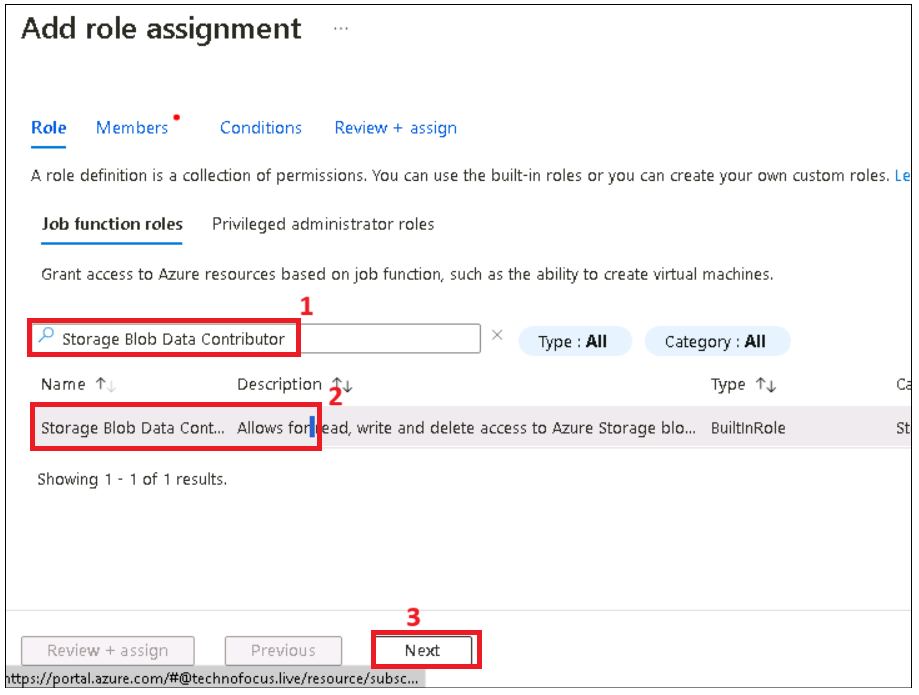 Add role assignment ...
Role Members Conditions Review + assign
A role definition is a collection of permissions. You can use the built-in roles or you can create your own custom roles. Le
Job function roles Privileged administrator roles
Grant access to Azure resources based on job function, such as the ability to create virtual machines.
1
Storage Blob Data Contributor × Type : All Category : All
Name ↑↓ Description ↑↓ Type ↑↓ Ca
2
Storage Blob Data Cont... Allows for read, write and delete access to Azure Storage blo... BuiltInRole St
Showing 1 - 1 of 1 results.
3
Review + assign Previous Next
https://portal.azure.com/#@technofocus.live/resource/subsc...